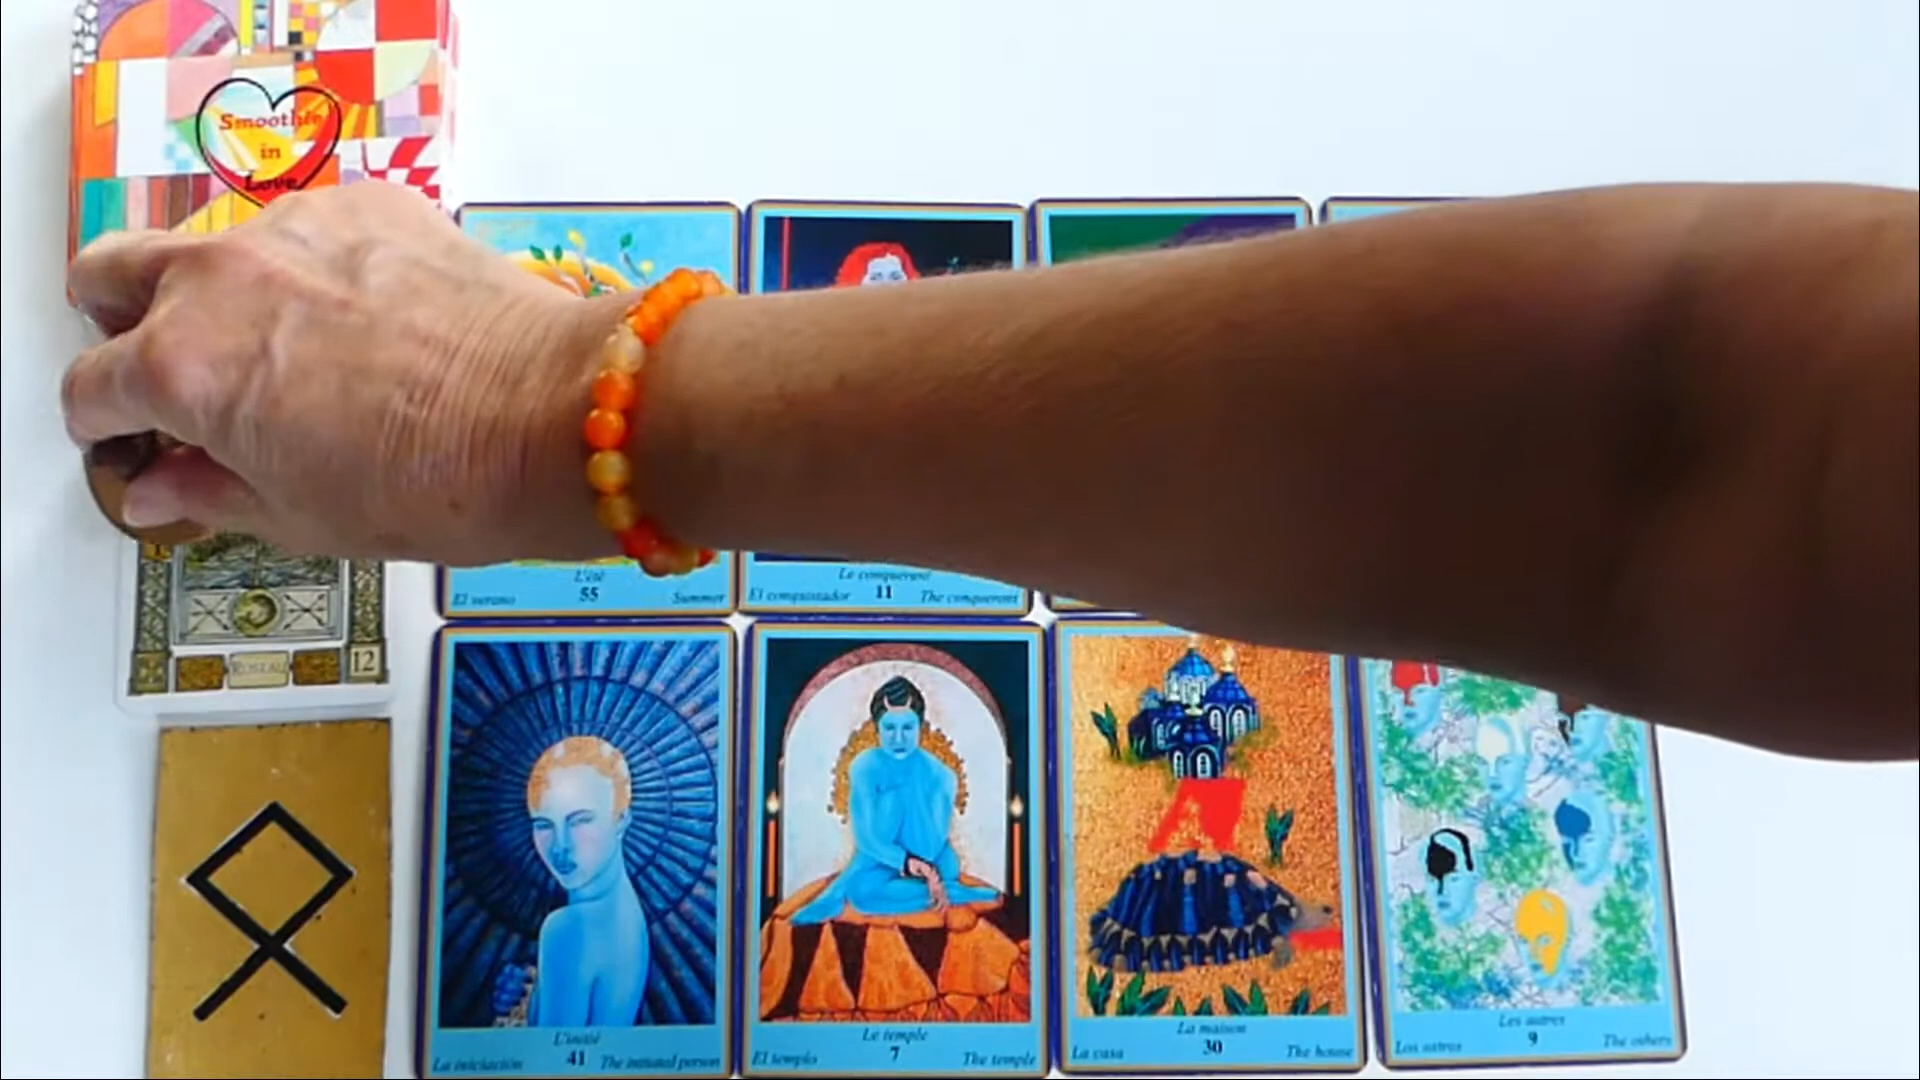 Smoothie
in
Love
L'été
El verano 55 Summer
Le conquérant
El conquistador 11 The conquerent
ROSEAU 12
L'initié
La iniciación 41 The initiated person
Le temple
El templo 7 The temple
La maison
La casa 30 The house
Les autres
Los otros 9 The others